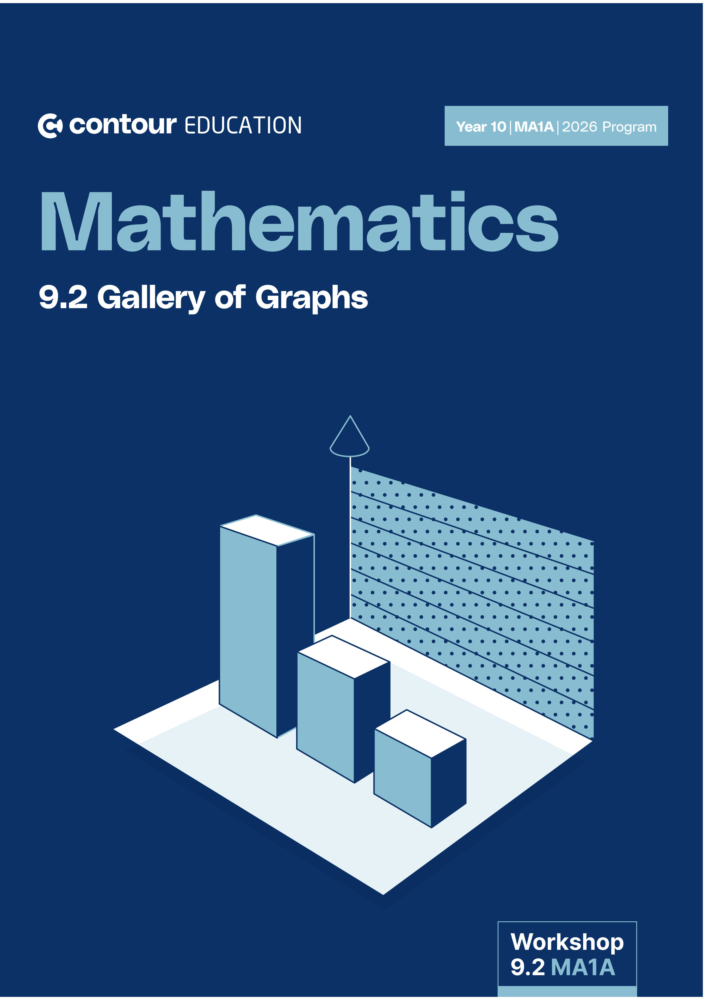 contour EDUCATION
Year 10 | MA1A | 2026 Program
Mathematics
9.2 Gallery of Graphs
Workshop
9.2 MA1A